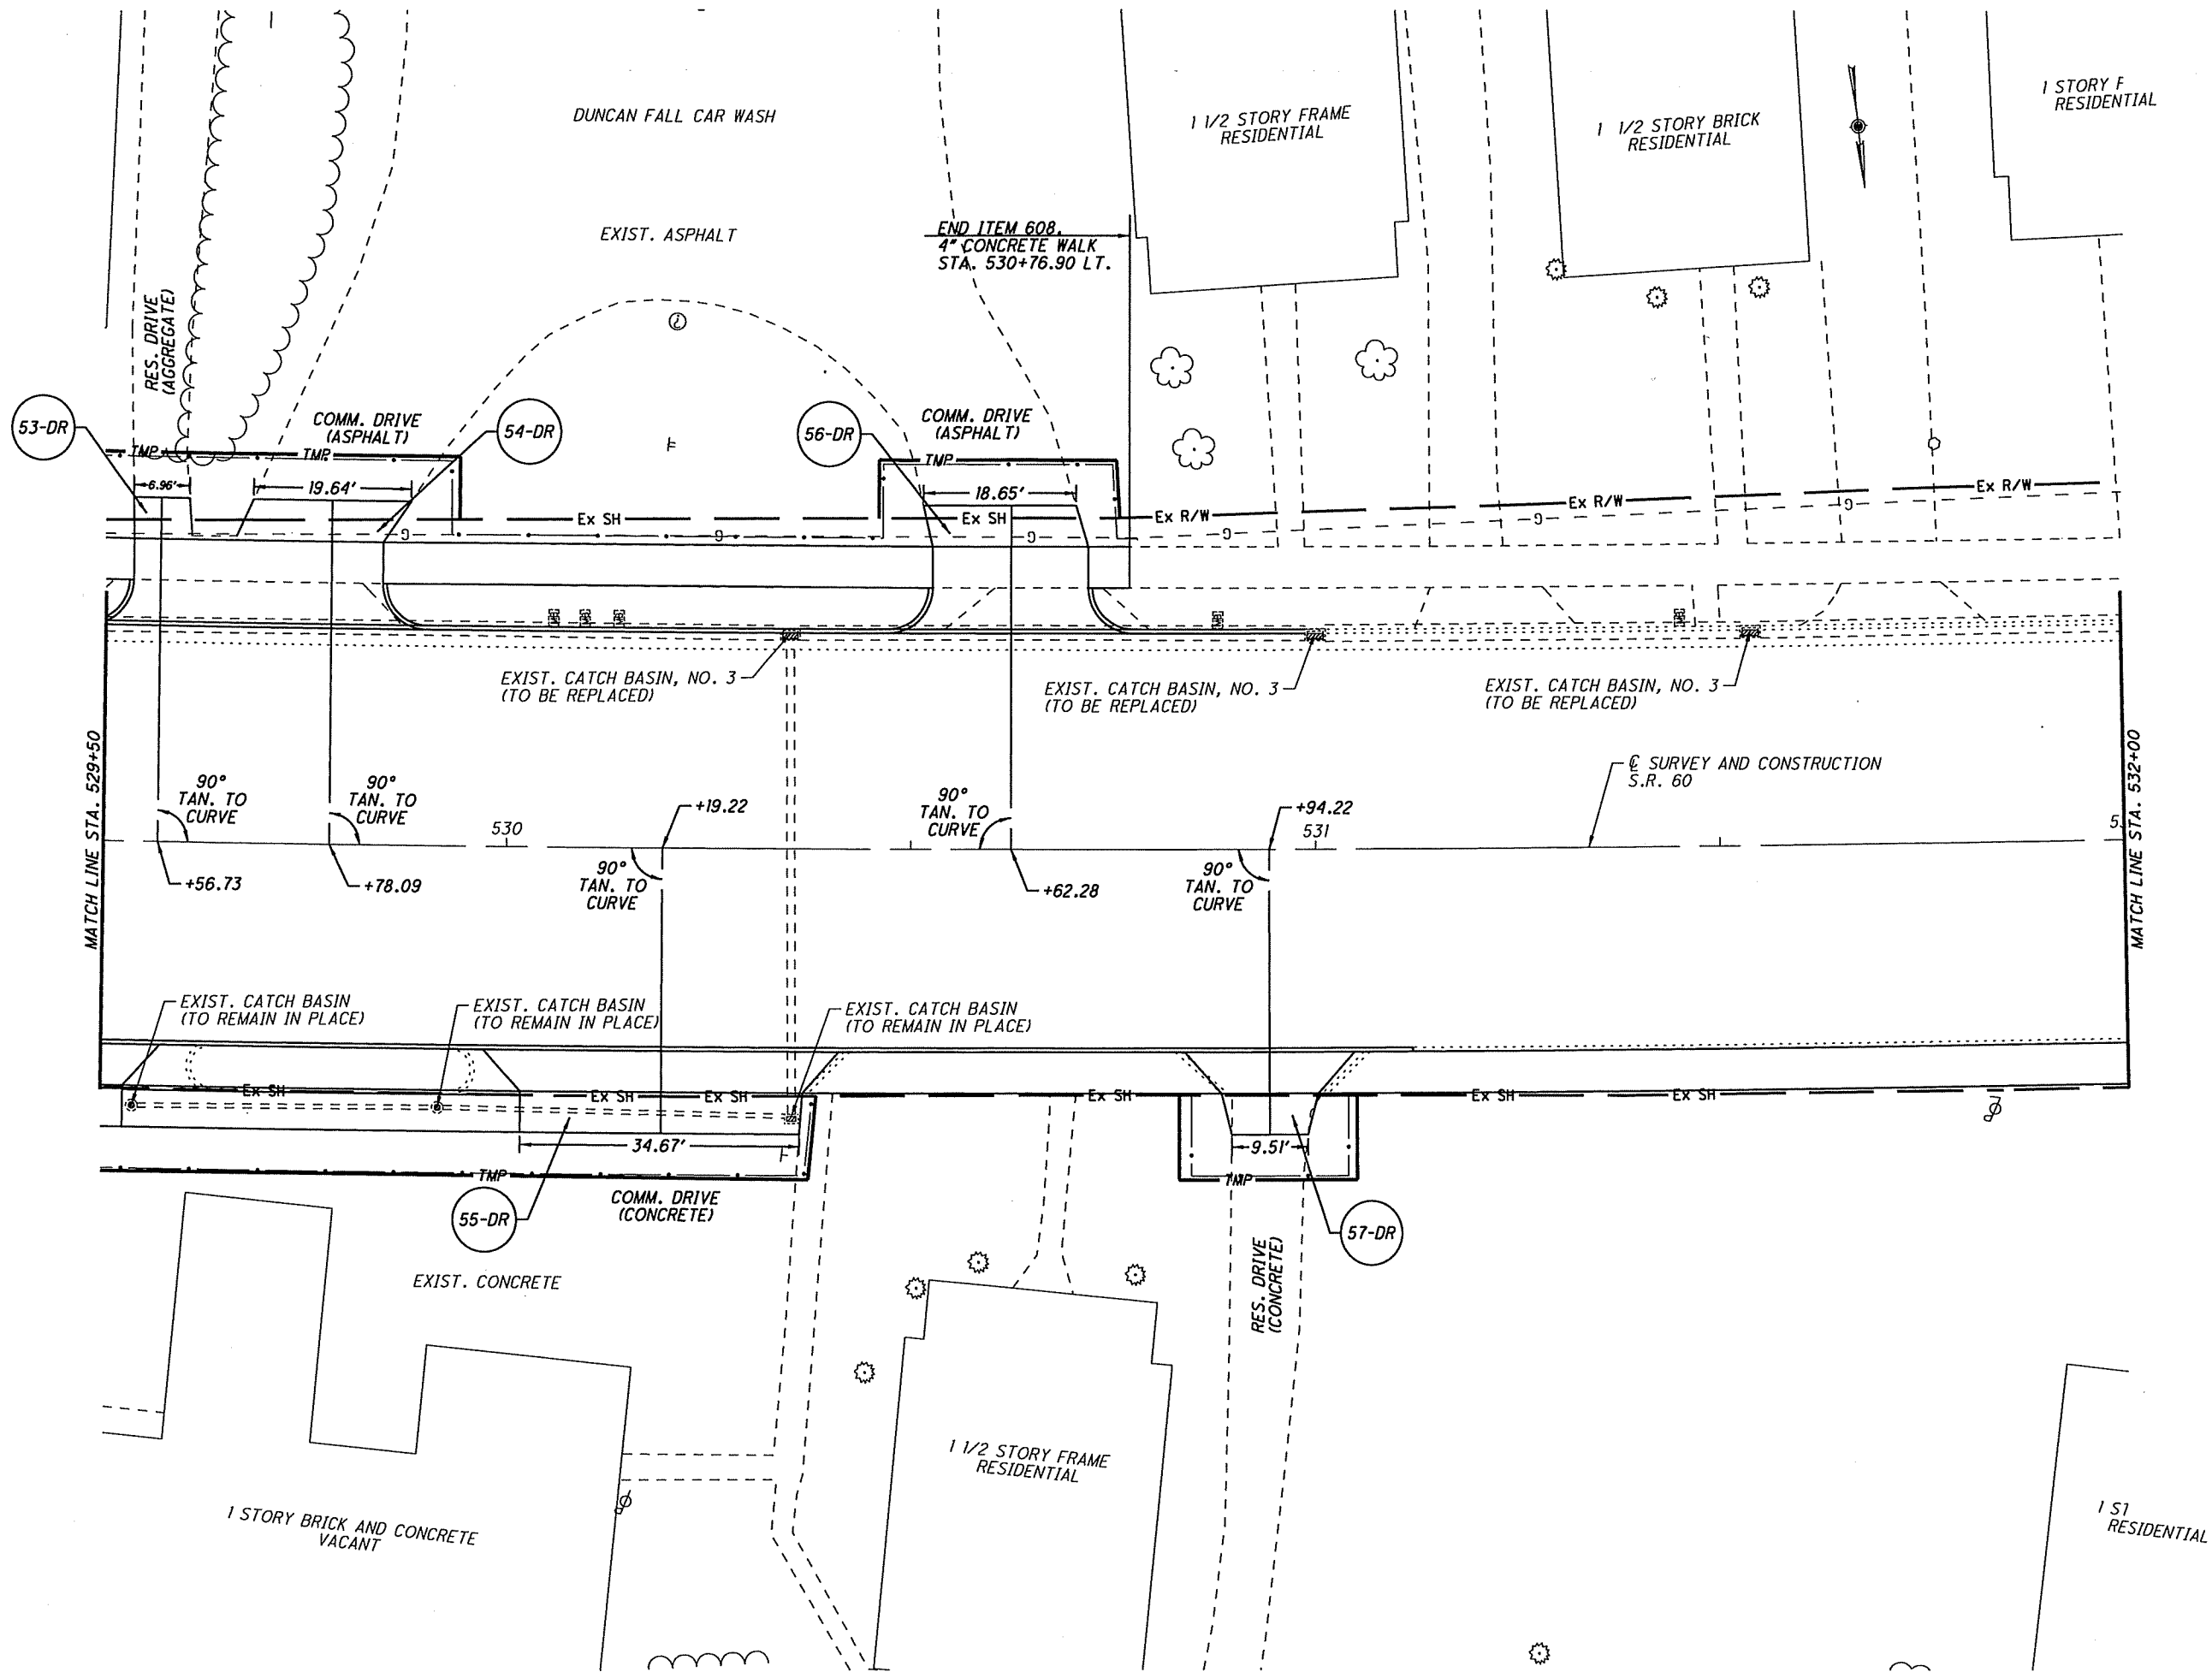 DUNCAN FALL CAR WASH
1 1/2 STORY FRAME
RESIDENTIAL
1 1/2 STORY BRICK
RESIDENTIAL
1 STORY F
RESIDENTIAL
EXIST. ASPHALT
END ITEM 608.
4" CONCRETE WALK
STA. 530+76.90 LT.
RES. DRIVE
(AGGREGATE)
53-DR
COMM. DRIVE
(ASPHALT)
54-DR
56-DR
COMM. DRIVE
(ASPHALT)
TMP
TMP
TMP
6.96'
19.64'
18.65'
Ex SH
Ex SH
Ex R/W
Ex R/W
Ex R/W
G
G
G
G
G
G
EXIST. CATCH BASIN, NO. 3
(TO BE REPLACED)
EXIST. CATCH BASIN, NO. 3
(TO BE REPLACED)
EXIST. CATCH BASIN, NO. 3
(TO BE REPLACED)
MATCH LINE STA. 529+50
90°
TAN. TO
CURVE
90°
TAN. TO
CURVE
+19.22
90°
TAN. TO
CURVE
+94.22
℄ SURVEY AND CONSTRUCTION
S.R. 60
MATCH LINE STA. 532+00
530
531
5
+56.73
+78.09
90°
TAN. TO
CURVE
+62.28
90°
TAN. TO
CURVE
EXIST. CATCH BASIN
(TO REMAIN IN PLACE)
EXIST. CATCH BASIN
(TO REMAIN IN PLACE)
EXIST. CATCH BASIN
(TO REMAIN IN PLACE)
Ex SH
Ex SH
Ex SH
Ex SH
Ex SH
Ex SH
34.67'
9.51'
TMP
TMP
COMM. DRIVE
(CONCRETE)
55-DR
57-DR
RES. DRIVE
(CONCRETE)
EXIST. CONCRETE
1 1/2 STORY FRAME
RESIDENTIAL
1 STORY BRICK AND CONCRETE
VACANT
1 ST
RESIDENTIAL